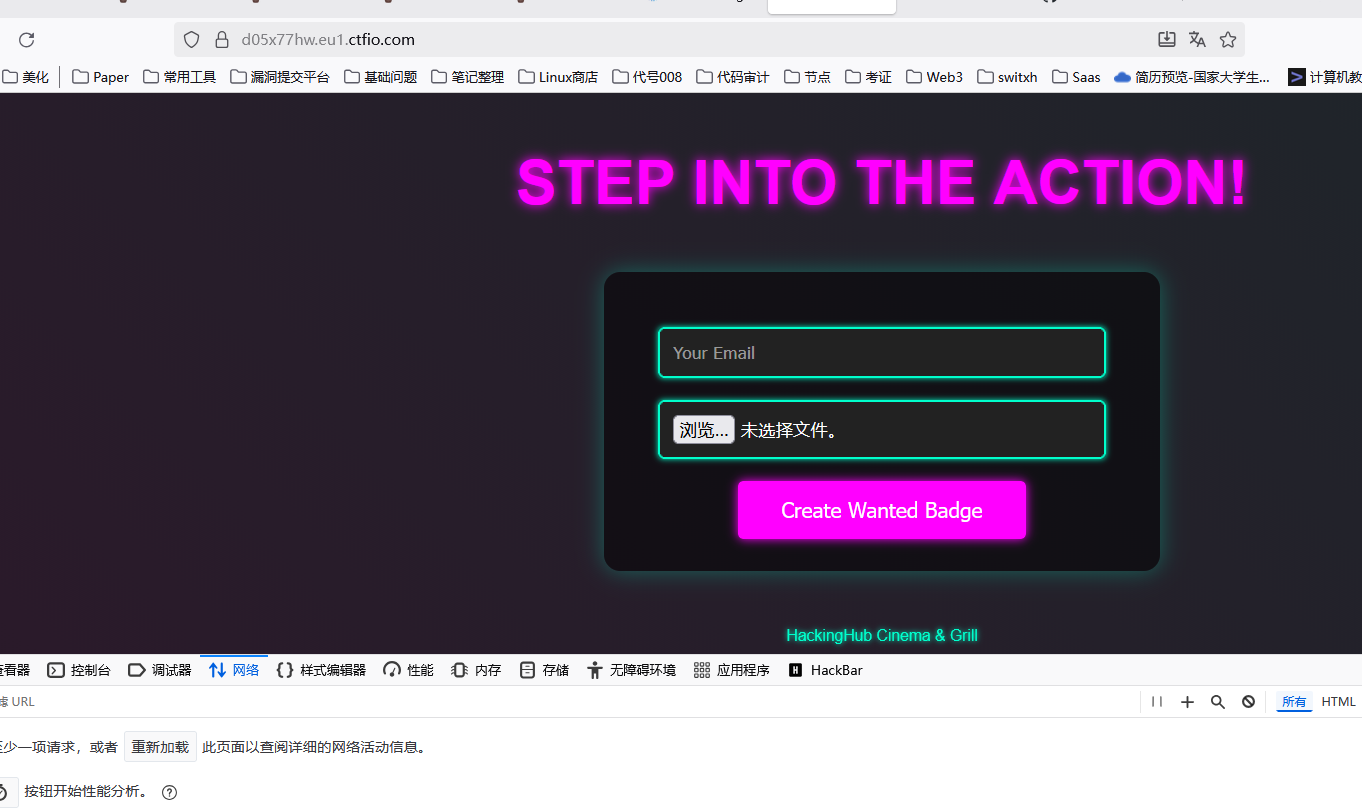 d05x77hw.eu1.ctfio.com
美化 Paper 常用工具 漏洞提交平台 基础问题 笔记整理 Linux商店 代号008 代码审计 节点 考证 Web3 switxh Saas 简历预览-国家大学生... 计算机教
STEP INTO THE ACTION!
Your Email
浏览... 未选择文件。
Create Wanted Badge
HackingHub Cinema & Grill
查看器 控制台 调试器 网络 样式编辑器 性能 内存 存储 无障碍环境 应用程序 HackBar
URL 所有 HTML
少一项请求，或者 重新加载 此页面以查阅详细的网络活动信息。
按钮开始性能分析。